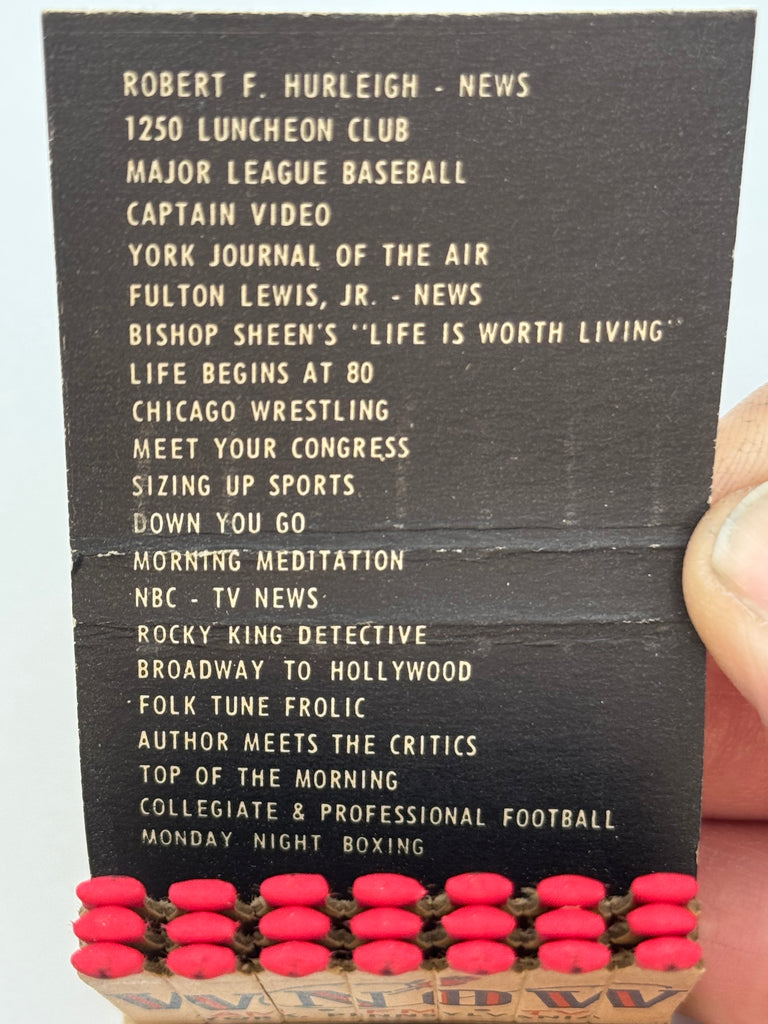 ROBERT F. HURLEIGH - NEWS
1250 LUNCHEON CLUB
MAJOR LEAGUE BASEBALL
CAPTAIN VIDEO
YORK JOURNAL OF THE AIR
FULTON LEWIS, JR. - NEWS
BISHOP SHEEN'S "LIFE IS WORTH LIVING"
LIFE BEGINS AT 80
CHICAGO WRESTLING
MEET YOUR CONGRESS
SIZING UP SPORTS
DOWN YOU GO
MORNING MEDITATION
NBC - TV NEWS
ROCKY KING DETECTIVE
BROADWAY TO HOLLYWOOD
FOLK TUNE FROLIC
AUTHOR MEETS THE CRITICS
TOP OF THE MORNING
COLLEGIATE & PROFESSIONAL FOOTBALL
MONDAY NIGHT BOXING
PENNSYLVANIA